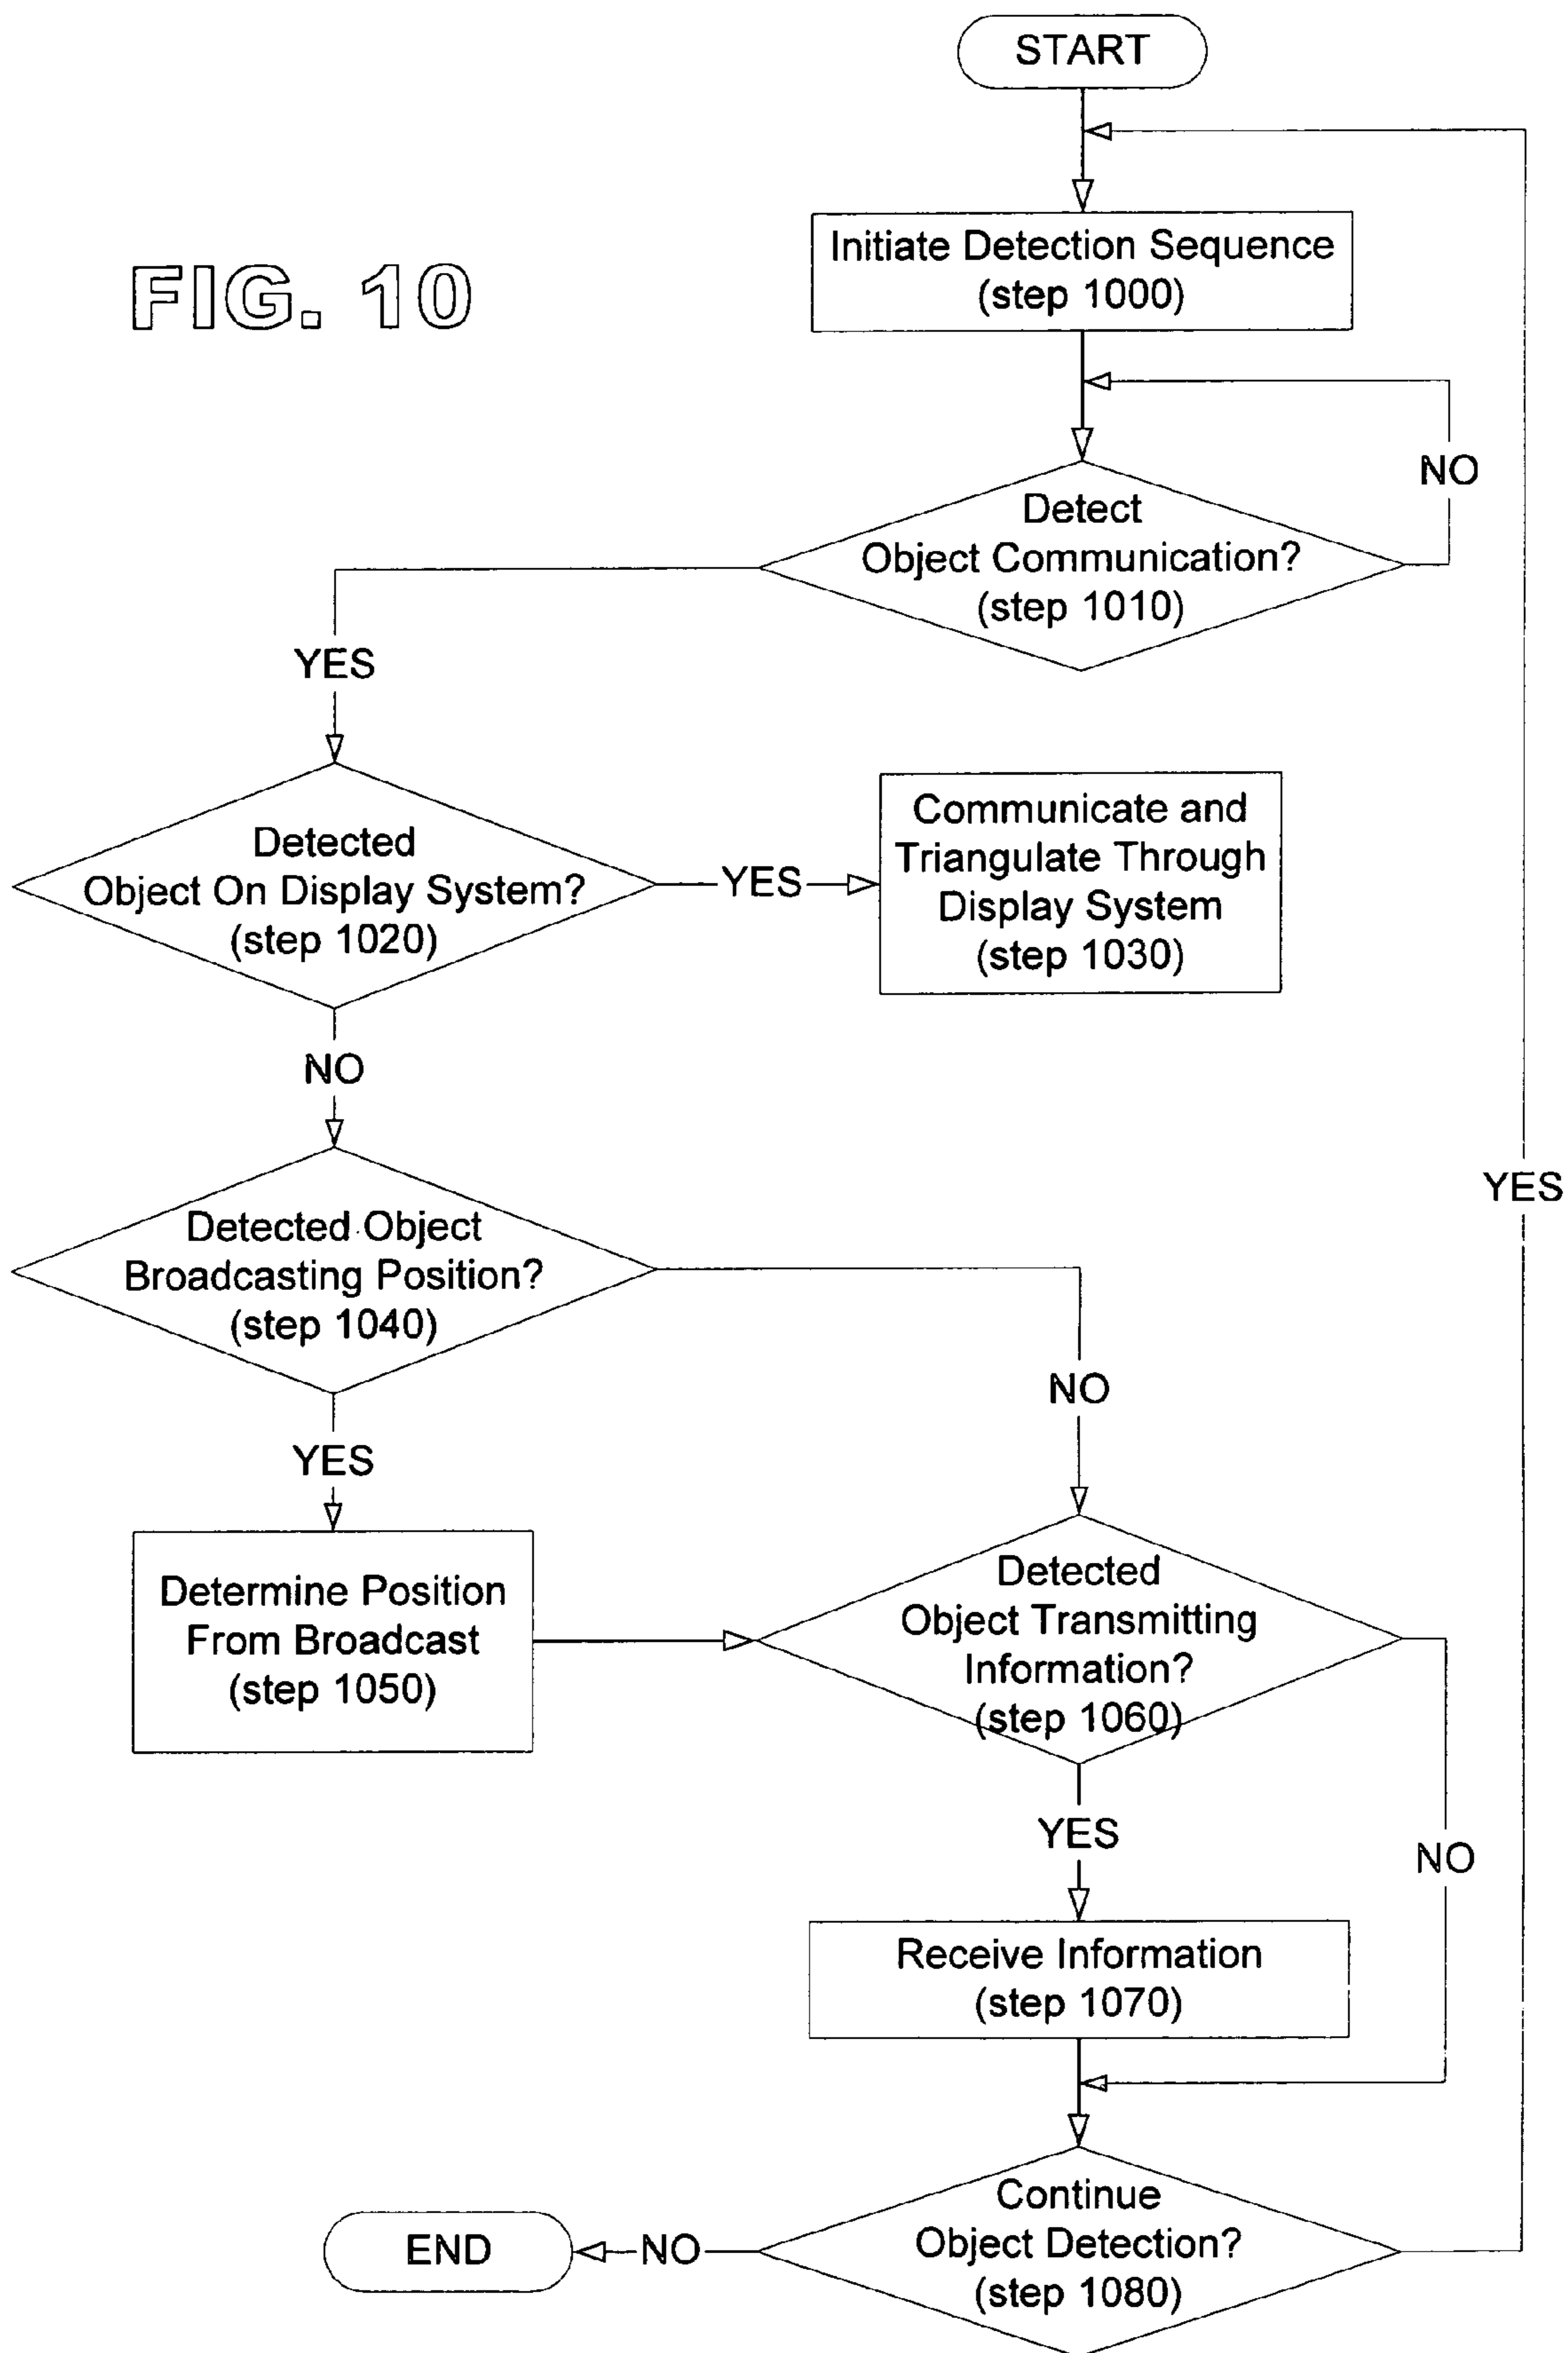 START
FIG. 10
Initiate Detection Sequence
(step 1000)
NO
Detect
Object Communication?
(step 1010)
YES
Detected
Object On Display System?
(step 1020)
YES
Communicate and
Triangulate Through
Display System
(step 1030)
NO
YES
Detected Object
Broadcasting Position?
(step 1040)
NO
YES
Determine Position
From Broadcast
(step 1050)
Detected
Object Transmitting
Information?
(step 1060)
YES
NO
Receive Information
(step 1070)
Continue
Object Detection?
(step 1080)
NO
END